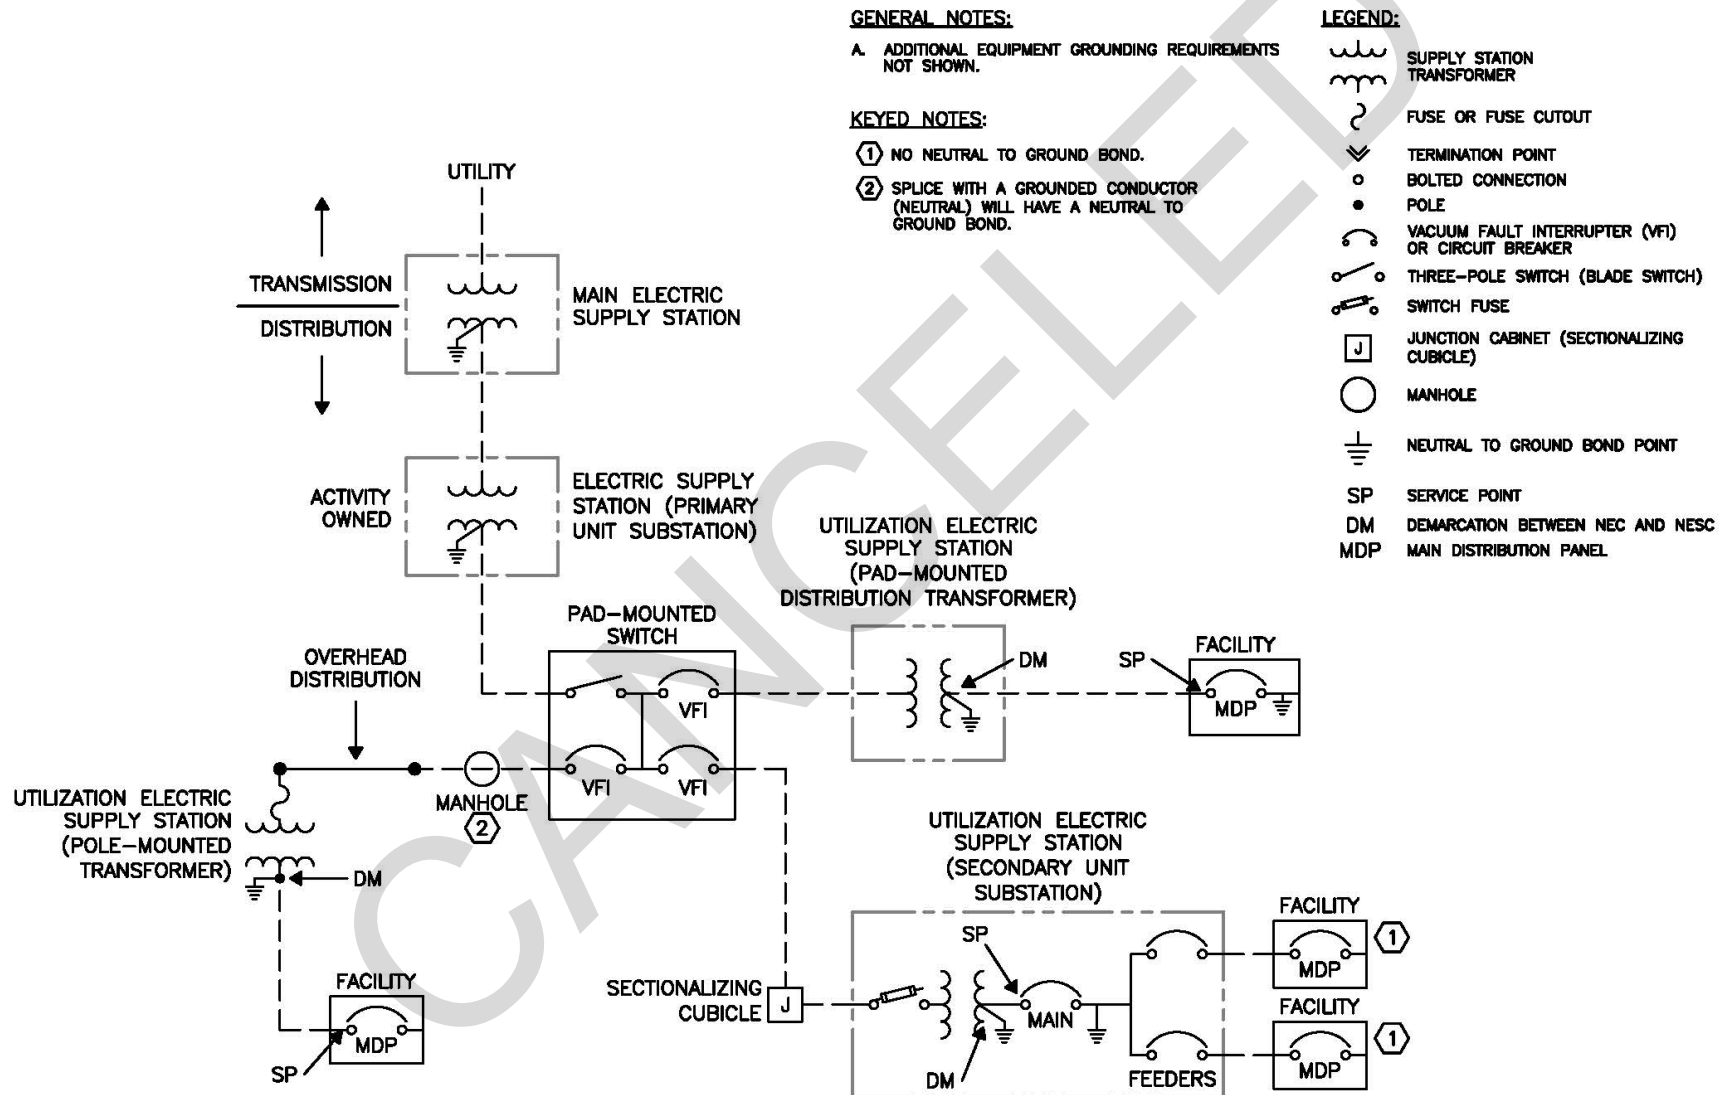 GENERAL NOTES:
A. ADDITIONAL EQUIPMENT GROUNDING REQUIREMENTS
NOT SHOWN.
KEYED NOTES:
1 NO NEUTRAL TO GROUND BOND.
2 SPLICE WITH A GROUNDED CONDUCTOR
(NEUTRAL) WILL HAVE A NEUTRAL TO
GROUND BOND.
LEGEND:
SUPPLY STATION
TRANSFORMER
FUSE OR FUSE CUTOUT
TERMINATION POINT
BOLTED CONNECTION
POLE
VACUUM FAULT INTERRUPTER (VFI)
OR CIRCUIT BREAKER
THREE-POLE SWITCH (BLADE SWITCH)
SWITCH FUSE
J JUNCTION CABINET (SECTIONALIZING
CUBICLE)
MANHOLE
NEUTRAL TO GROUND BOND POINT
SP SERVICE POINT
DM DEMARCATION BETWEEN NEC AND NESC
MDP MAIN DISTRIBUTION PANEL
UTILITY
TRANSMISSION
DISTRIBUTION
MAIN ELECTRIC
SUPPLY STATION
ACTIVITY
OWNED
ELECTRIC SUPPLY
STATION (PRIMARY
UNIT SUBSTATION)
UTILIZATION ELECTRIC
SUPPLY STATION
(PAD-MOUNTED
DISTRIBUTION TRANSFORMER)
DM
SP
FACILITY
MDP
PAD-MOUNTED
SWITCH
VFI
VFI
VFI
OVERHEAD
DISTRIBUTION
MANHOLE
2
UTILIZATION ELECTRIC
SUPPLY STATION
(POLE-MOUNTED
TRANSFORMER)
DM
FACILITY
MDP
SP
SECTIONALIZING
CUBICLE
J
UTILIZATION ELECTRIC
SUPPLY STATION
(SECONDARY UNIT
SUBSTATION)
SP
MAIN
DM
FEEDERS
FACILITY
MDP
1
FACILITY
MDP
1
CANCELED